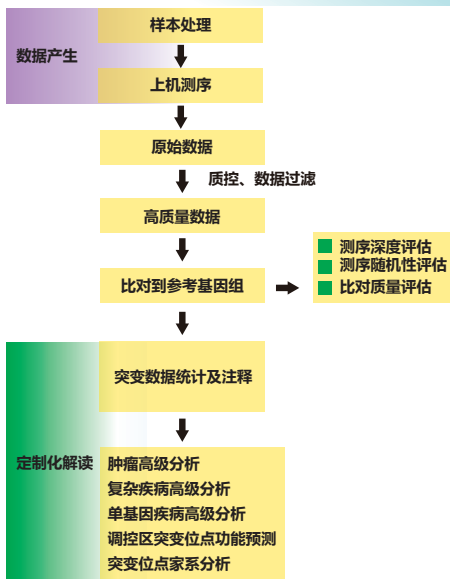 样本处理
数据产生
上机测序
原始数据
质控、数据过滤
高质量数据
测序深度评估
测序随机性评估
比对到参考基因组
比对质量评估
突变数据统计及注释
定制化解读
肿瘤高级分析
复杂疾病高级分析
单基因疾病高级分析
调控区突变位点功能预测
突变位点家系分析